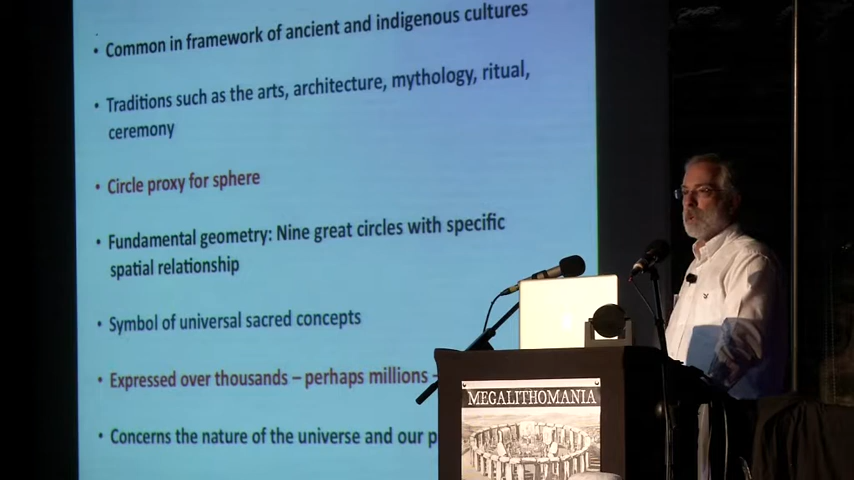 • Common in framework of ancient and indigenous cultures
• Traditions such as the arts, architecture, mythology, ritual,
ceremony
• Circle proxy for sphere
• Fundamental geometry: Nine great circles with specific
spatial relationship
• Symbol of universal sacred concepts
• Expressed over thousands – perhaps millions –
• Concerns the nature of the universe and our p
MEGALITHOMANIA